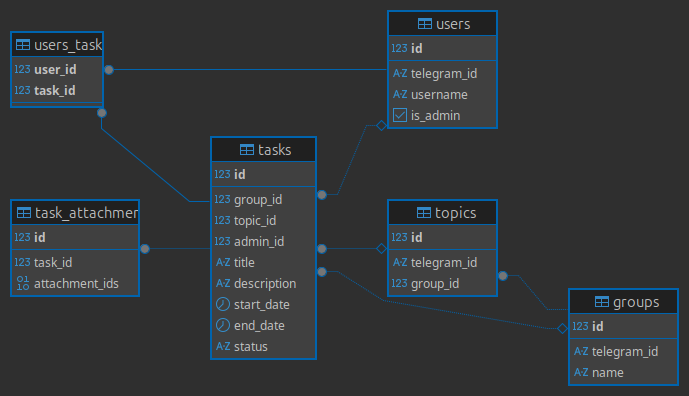 users_task
123 user_id
123 task_id
users
123 id
A-Z telegram_id
A-Z username
is_admin
tasks
123 id
123 group_id
123 topic_id
123 admin_id
A-Z title
A-Z description
start_date
end_date
A-Z status
task_attachmer
123 id
123 task_id
01
10 attachment_ids
topics
123 id
A-Z telegram_id
123 group_id
groups
123 id
A-Z telegram_id
A-Z name